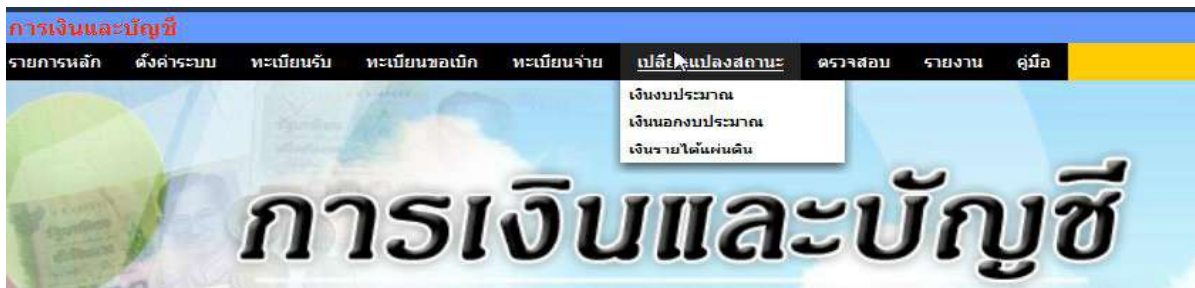 การเงินและบัญชี
รายการหลัก ตั้งค่าระบบ ทะเบียนรับ ทะเบียนขอเบิก ทะเบียนจ่าย เปลี่ยนแปลงสถานะ ตรวจสอบ รายงาน คู่มือ
เงินงบประมาณ
เงินนอกงบประมาณ
เงินรายได้แผ่นดิน
การเงินและบัญชี